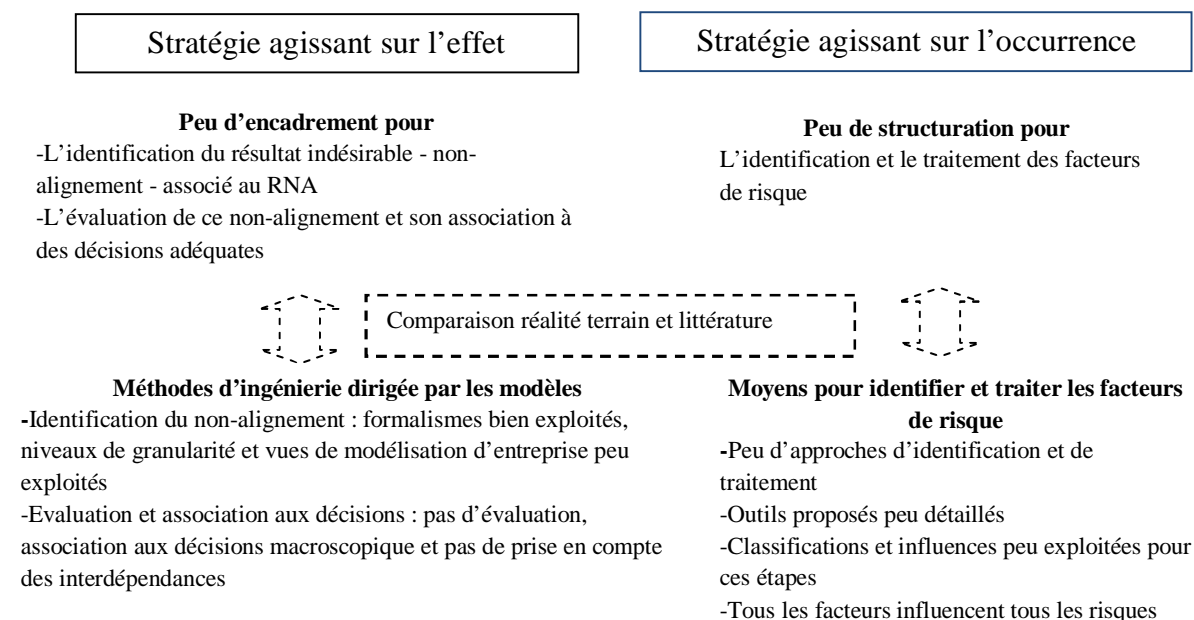 Stratégie agissant sur l’effet
Stratégie agissant sur l’occurrence
Peu d’encadrement pour
-L’identification du résultat indésirable - non-
alignement - associé au RNA
-L’évaluation de ce non-alignement et son association à
des décisions adéquates
Peu de structuration pour
L’identification et le traitement des facteurs
de risque
Comparaison réalité terrain et littérature
Méthodes d’ingénierie dirigée par les modèles
-Identification du non-alignement : formalismes bien exploités,
niveaux de granularité et vues de modélisation d’entreprise peu
exploités
-Evaluation et association aux décisions : pas d’évaluation,
association aux décisions macroscopique et pas de prise en compte
des interdépendances
Moyens pour identifier et traiter les facteurs
de risque
-Peu d’approches d’identification et de
traitement
-Outils proposés peu détaillés
-Classifications et influences peu exploitées pour
ces étapes
-Tous les facteurs influencent tous les risques